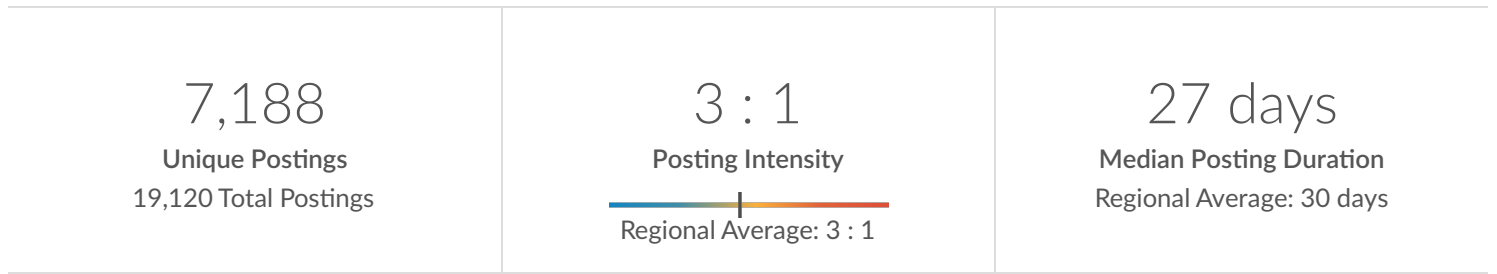 7,188
Unique Postings
19,120 Total Postings
3 : 1
Posting Intensity
Regional Average: 3 : 1
27 days
Median Posting Duration
Regional Average: 30 days